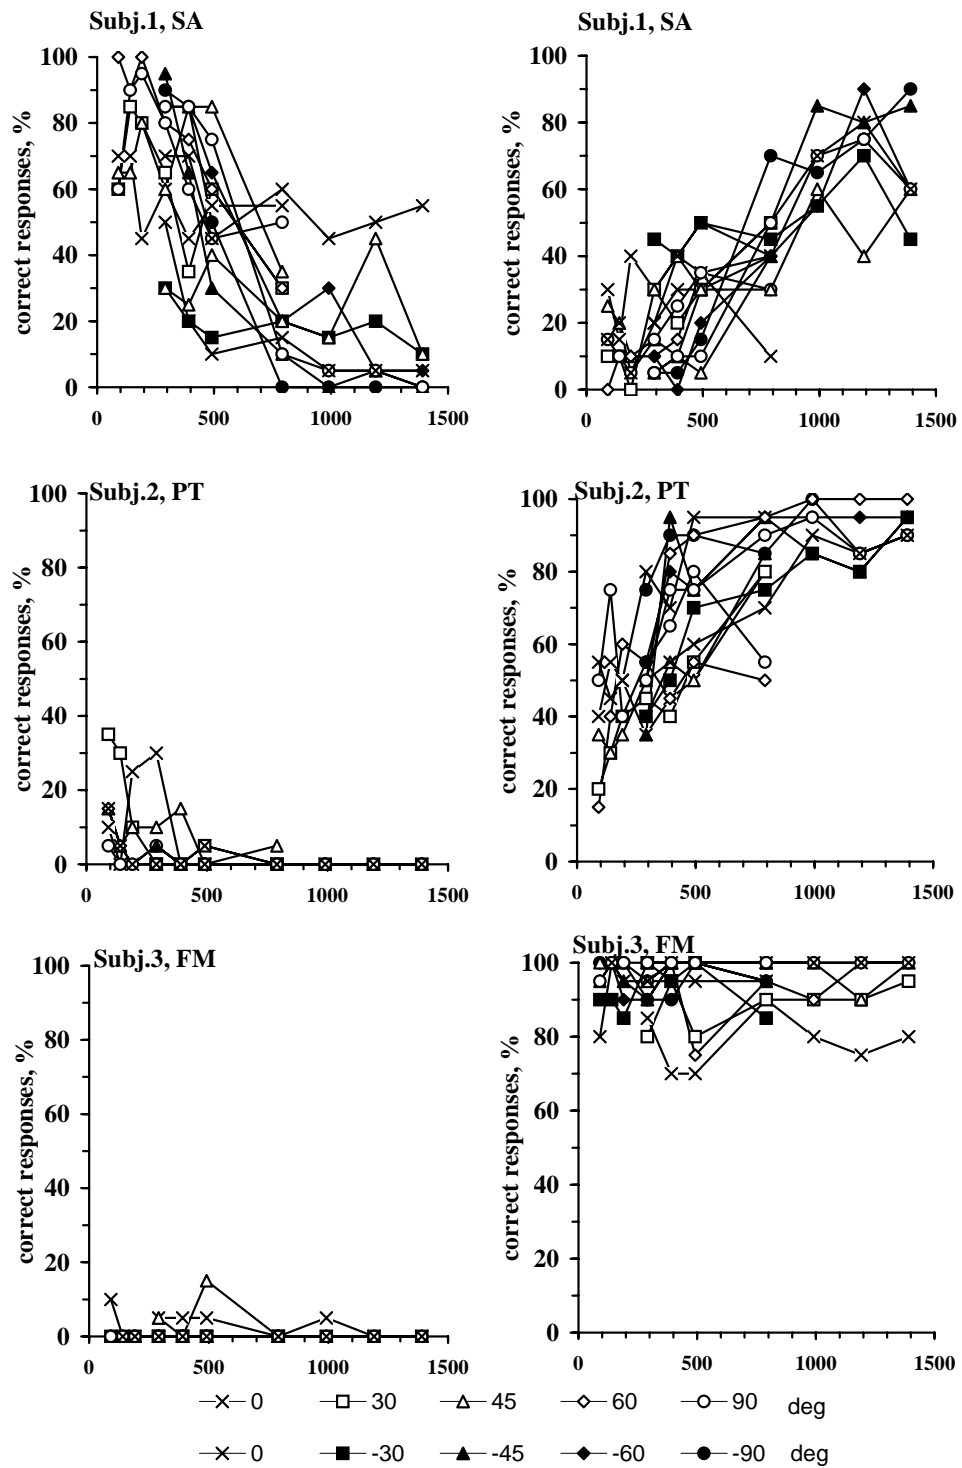 Subj.1, SA
correct responses, %
100
80
60
40
20
0
0 500 1000 1500
Subj.1, SA
correct responses, %
100
80
60
40
20
0
0 500 1000 1500
Subj.2, PT
correct responses, %
100
80
60
40
20
0
0 500 1000 1500
Subj.2, PT
correct responses, %
100
80
60
40
20
0
0 500 1000 1500
Subj.3, FM
correct responses, %
100
80
60
40
20
0
0 500 1000 1500
Subj.3, FM
correct responses, %
100
80
60
40
20
0
0 500 1000 1500
0 30 45 60 90 deg
0 -30 -45 -60 -90 deg